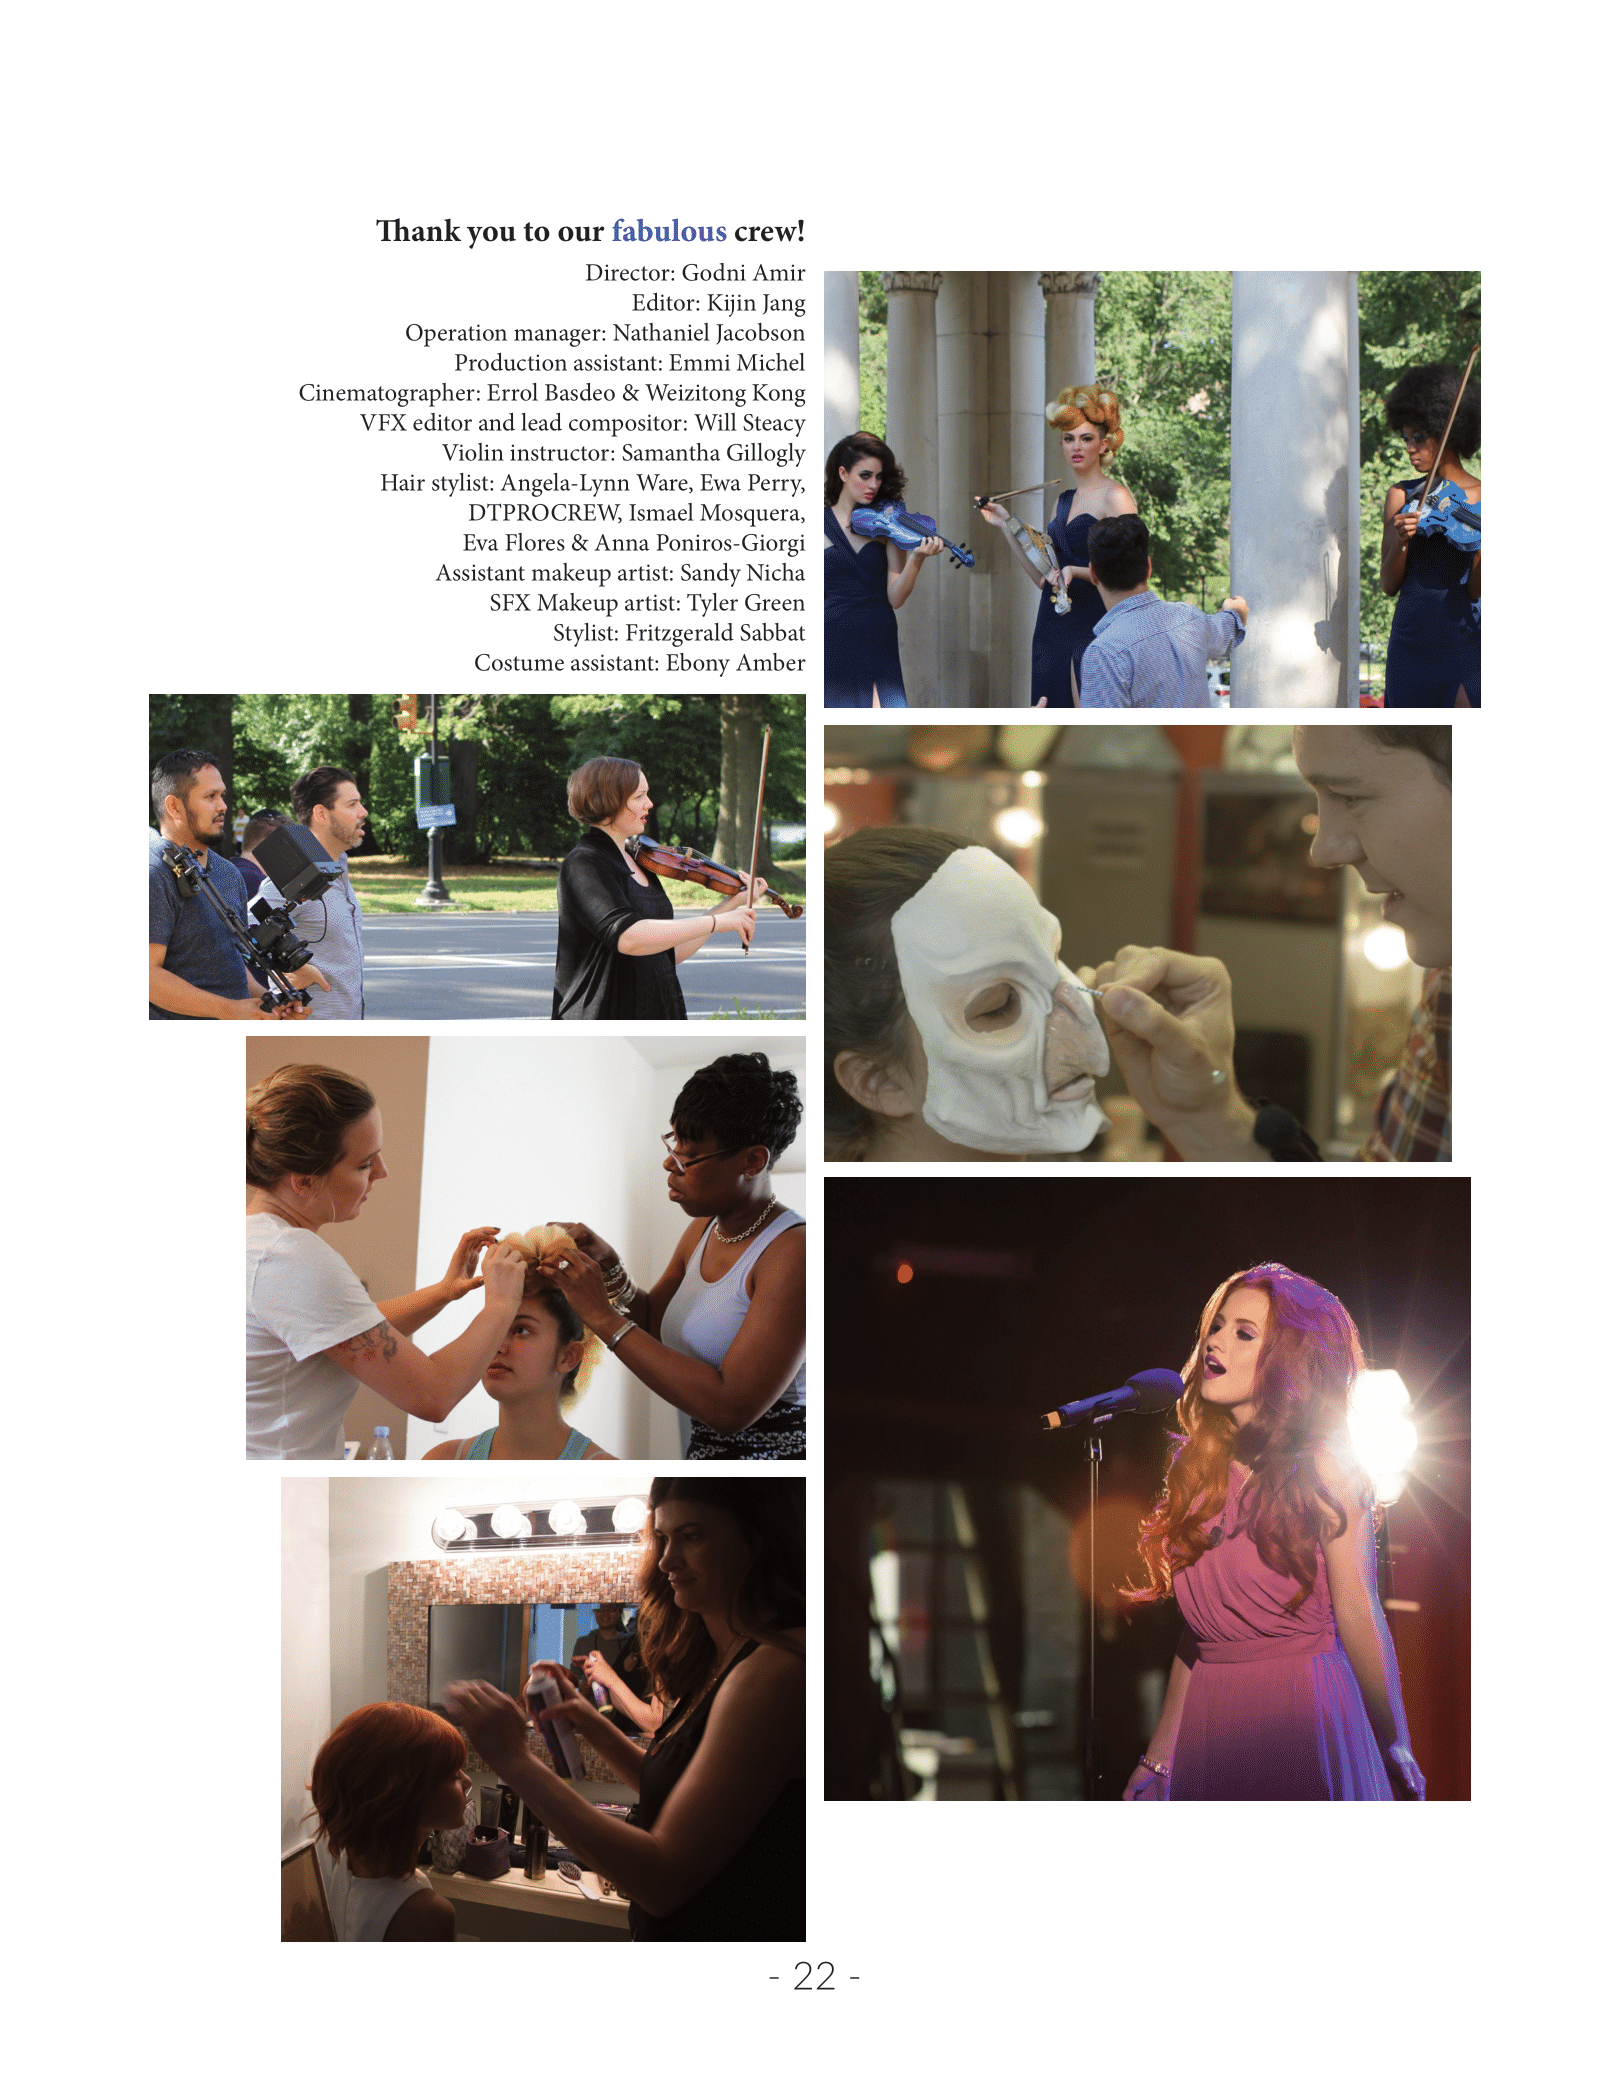 Thank you to our fabulous crew!
Director: Godni Amir
Editor: Kijin Jang
Operation manager: Nathaniel Jacobson
Production assistant: Emmi Michel
Cinematographer: Errol Basdeo & Weizitong Kong
VFX editor and lead compositor: Will Steacy
Violin instructor: Samantha Gillogly
Hair stylist: Angela-Lynn Ware, Ewa Perry,
DTPROCREW, Ismael Mosquera,
Eva Flores & Anna Poniros-Giorgi
Assistant makeup artist: Sandy Nicha
SFX Makeup artist: Tyler Green
Stylist: Fritzgerald Sabbat
Costume assistant: Ebony Amber
- 22 -